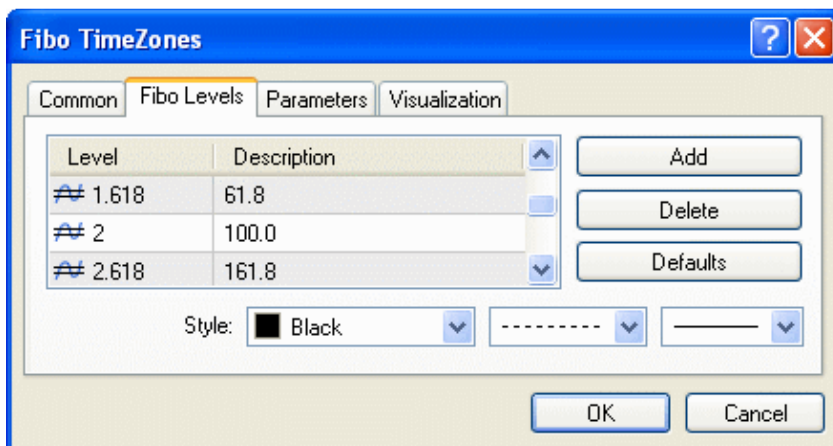 Fibo TimeZones
Common Fibo Levels Parameters Visualization
Level Description
1.618 61.8
2 100.0
2.618 161.8
Add
Delete
Defaults
Style: Black
OK Cancel